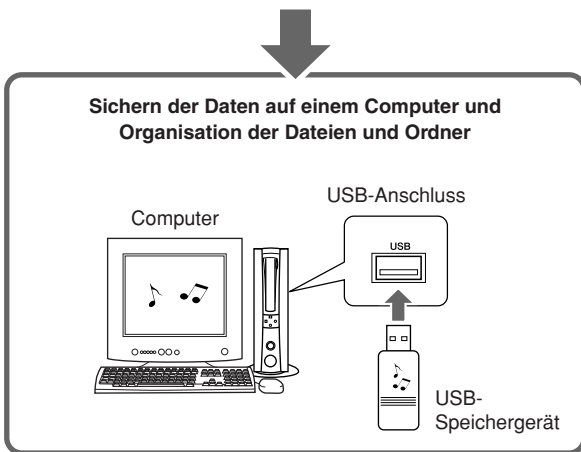 Sichern der Daten auf einem Computer und
Organisation der Dateien und Ordner
USB-Anschluss
Computer
USB
USB-
Speichergerät